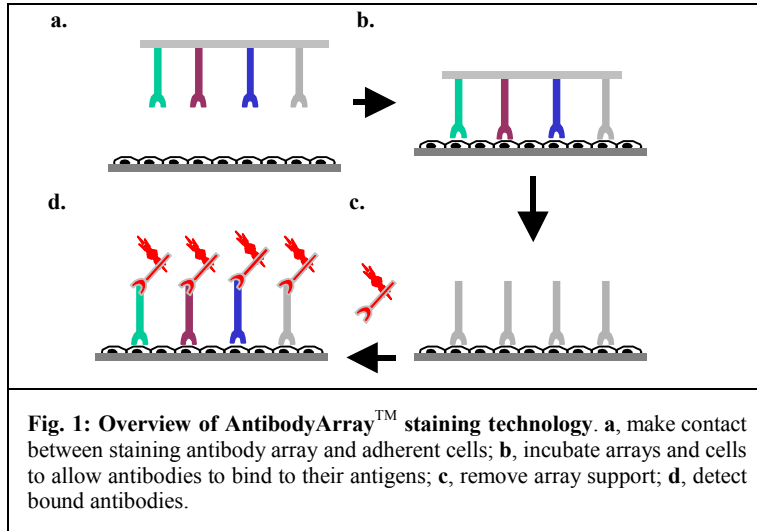 a.
b.
d.
c.
Fig. 1: Overview of AntibodyArray™ staining technology. a, make contact
between staining antibody array and adherent cells; b, incubate arrays and cells
to allow antibodies to bind to their antigens; c, remove array support; d, detect
bound antibodies.